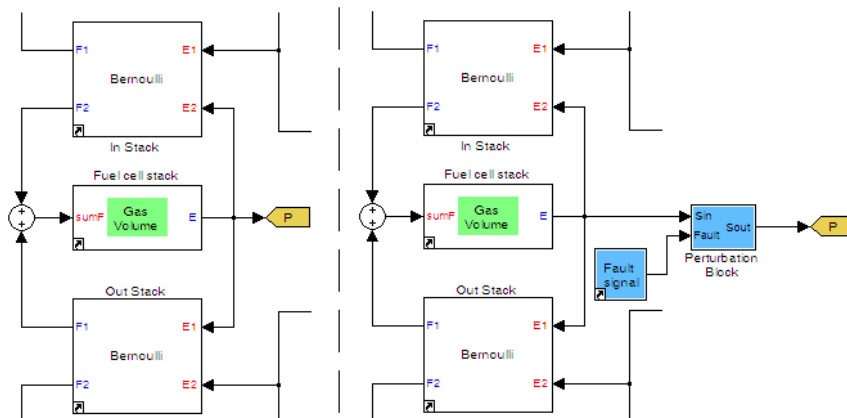 F1 E1
Bernoulli
F2 E2
In Stack
Fuel cell stack
+
+
sumF Gas Volume E
P
Out Stack
F1 E1
Bernoulli
F2 E2
F1 E1
Bernoulli
F2 E2
In Stack
Fuel cell stack
+
+
sumF Gas Volume E
Sin
Fault
Sout
P
Perturbation
Block
Fault
signal
Out Stack
F1 E1
Bernoulli
F2 E2